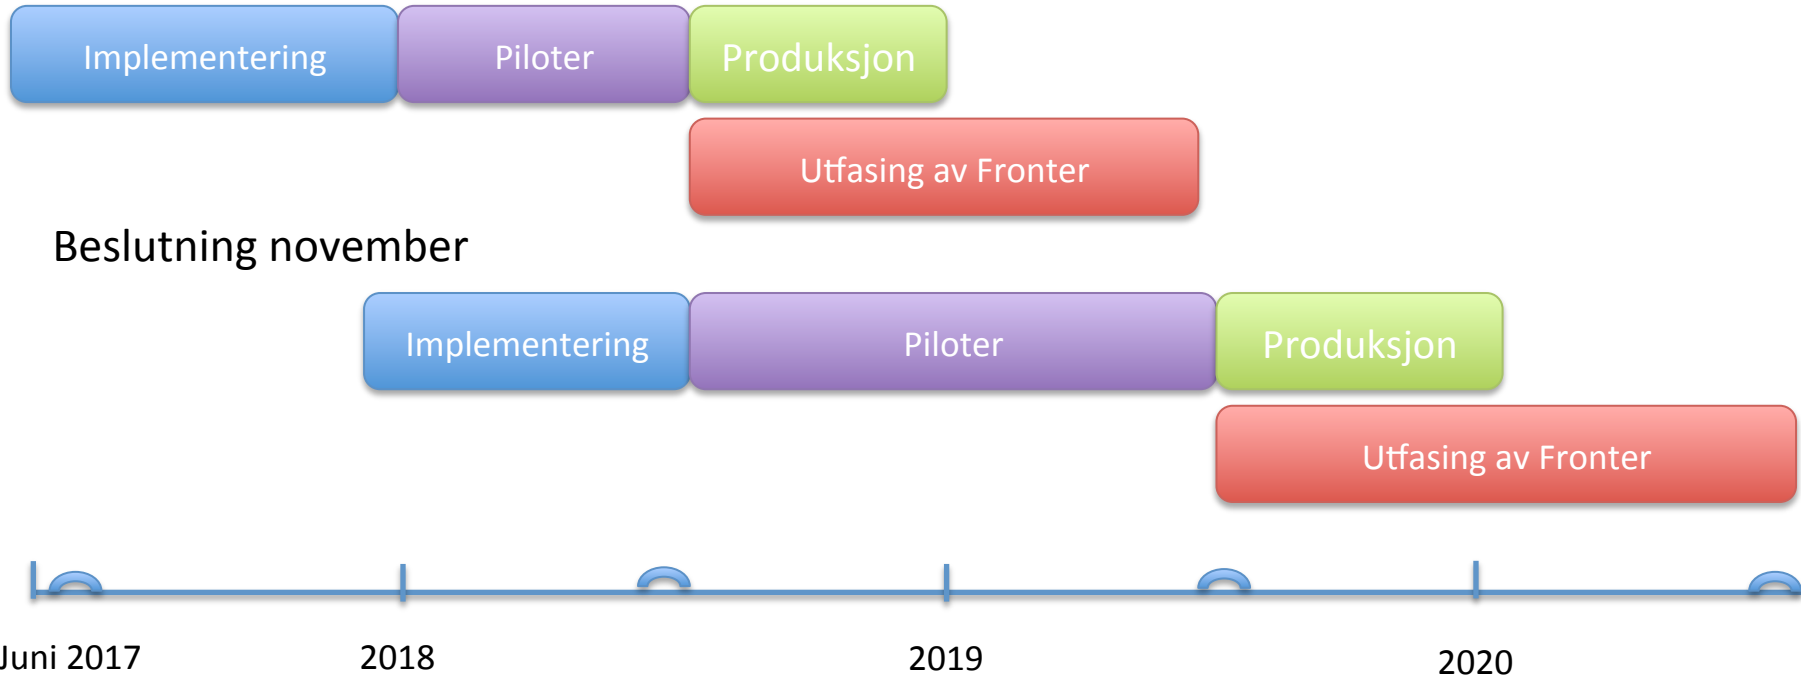 Implementering
Piloter
Produksjon
Utfasing av Fronter
Beslutning november
Implementering
Piloter
Produksjon
Utfasing av Fronter
Juni 2017
2018
2019
2020